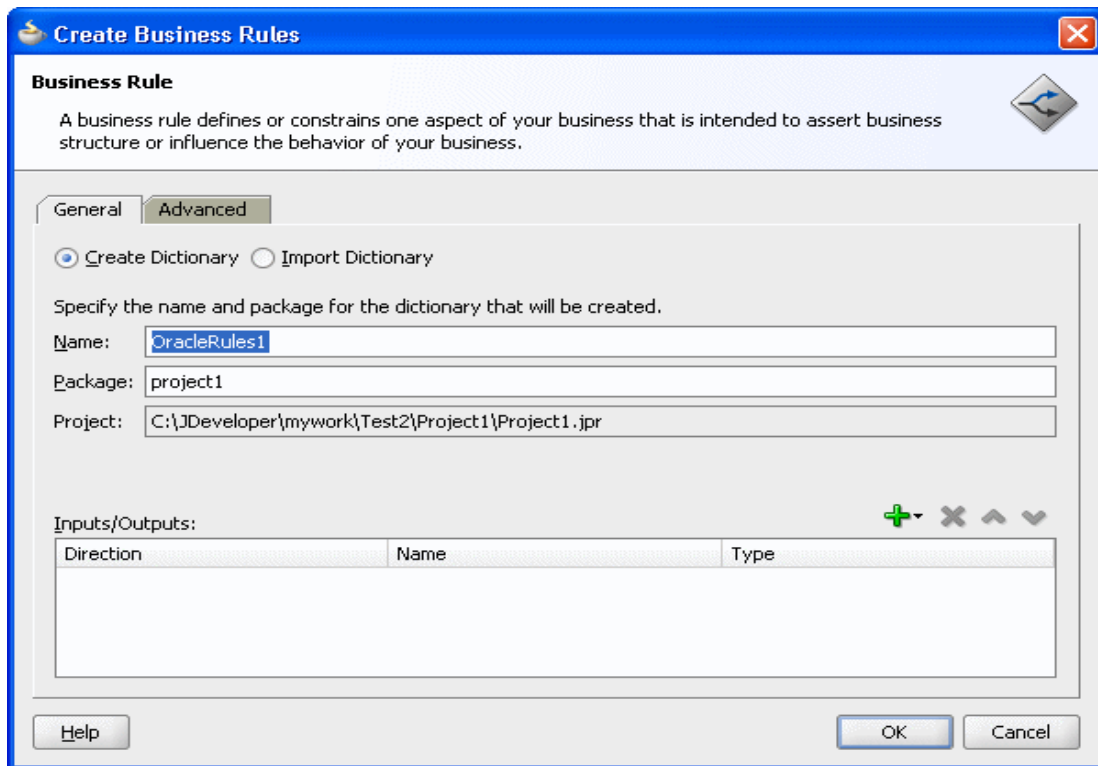 Create Business Rules
Business Rule
A business rule defines or constrains one aspect of your business that is intended to assert business
structure or influence the behavior of your business.
General Advanced
Create Dictionary Import Dictionary
Specify the name and package for the dictionary that will be created.
Name: OracleRules1
Package: project1
Project: C:\JDeveloper\mywork\Test2\Project1\Project1.jpr
Inputs/Outputs:
Direction Name Type
Help OK Cancel